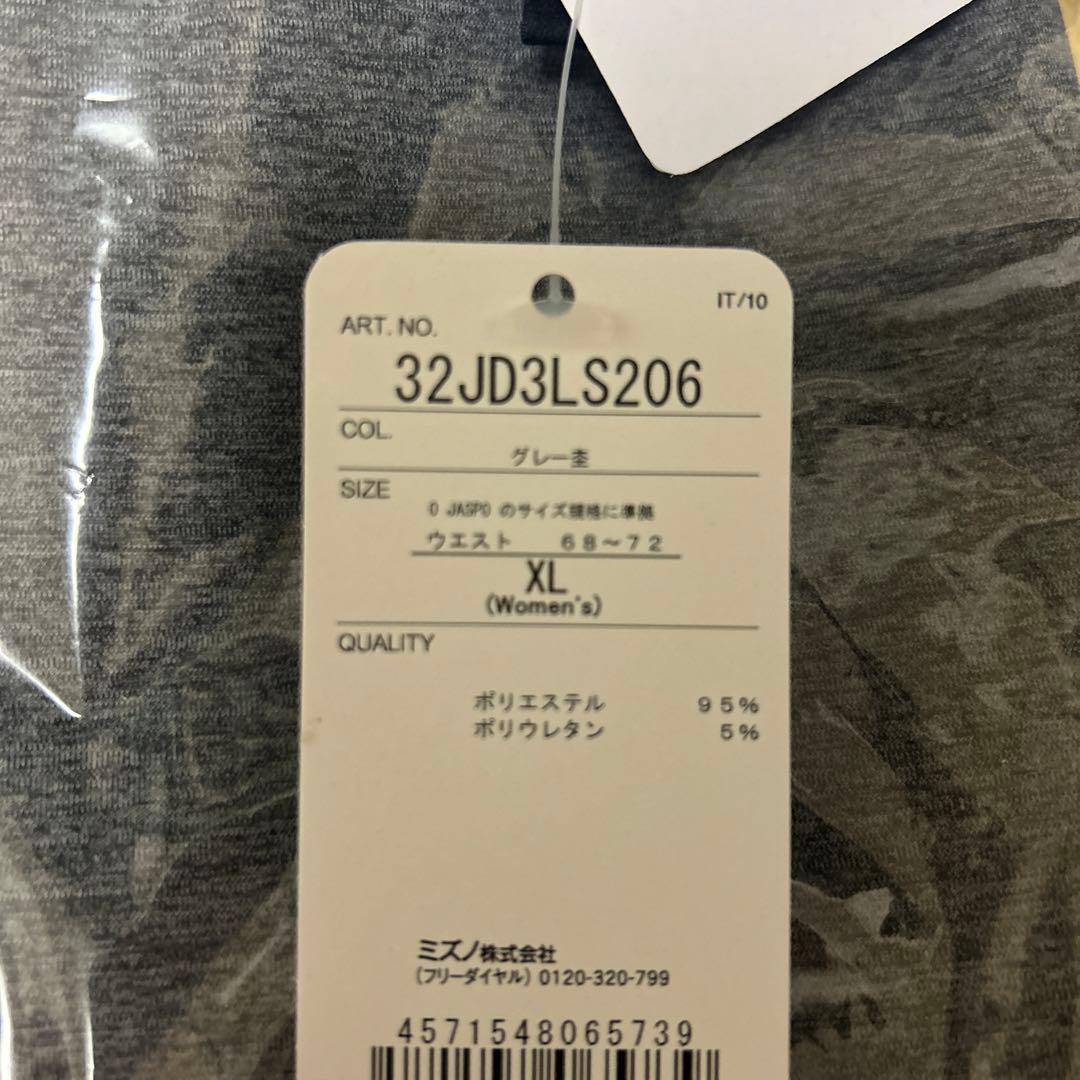 IT/10
ART. NO.
32JD3LS206
COL.
グレー杢
SIZE
O JASPO のサイズ規格に準拠
ウエスト 68～72
XL
(Women's)
QUALITY
ポリエステル 95%
ポリウレタン 5%
ミズノ株式会社
(フリーダイヤル) 0120-320-799
4571548065739